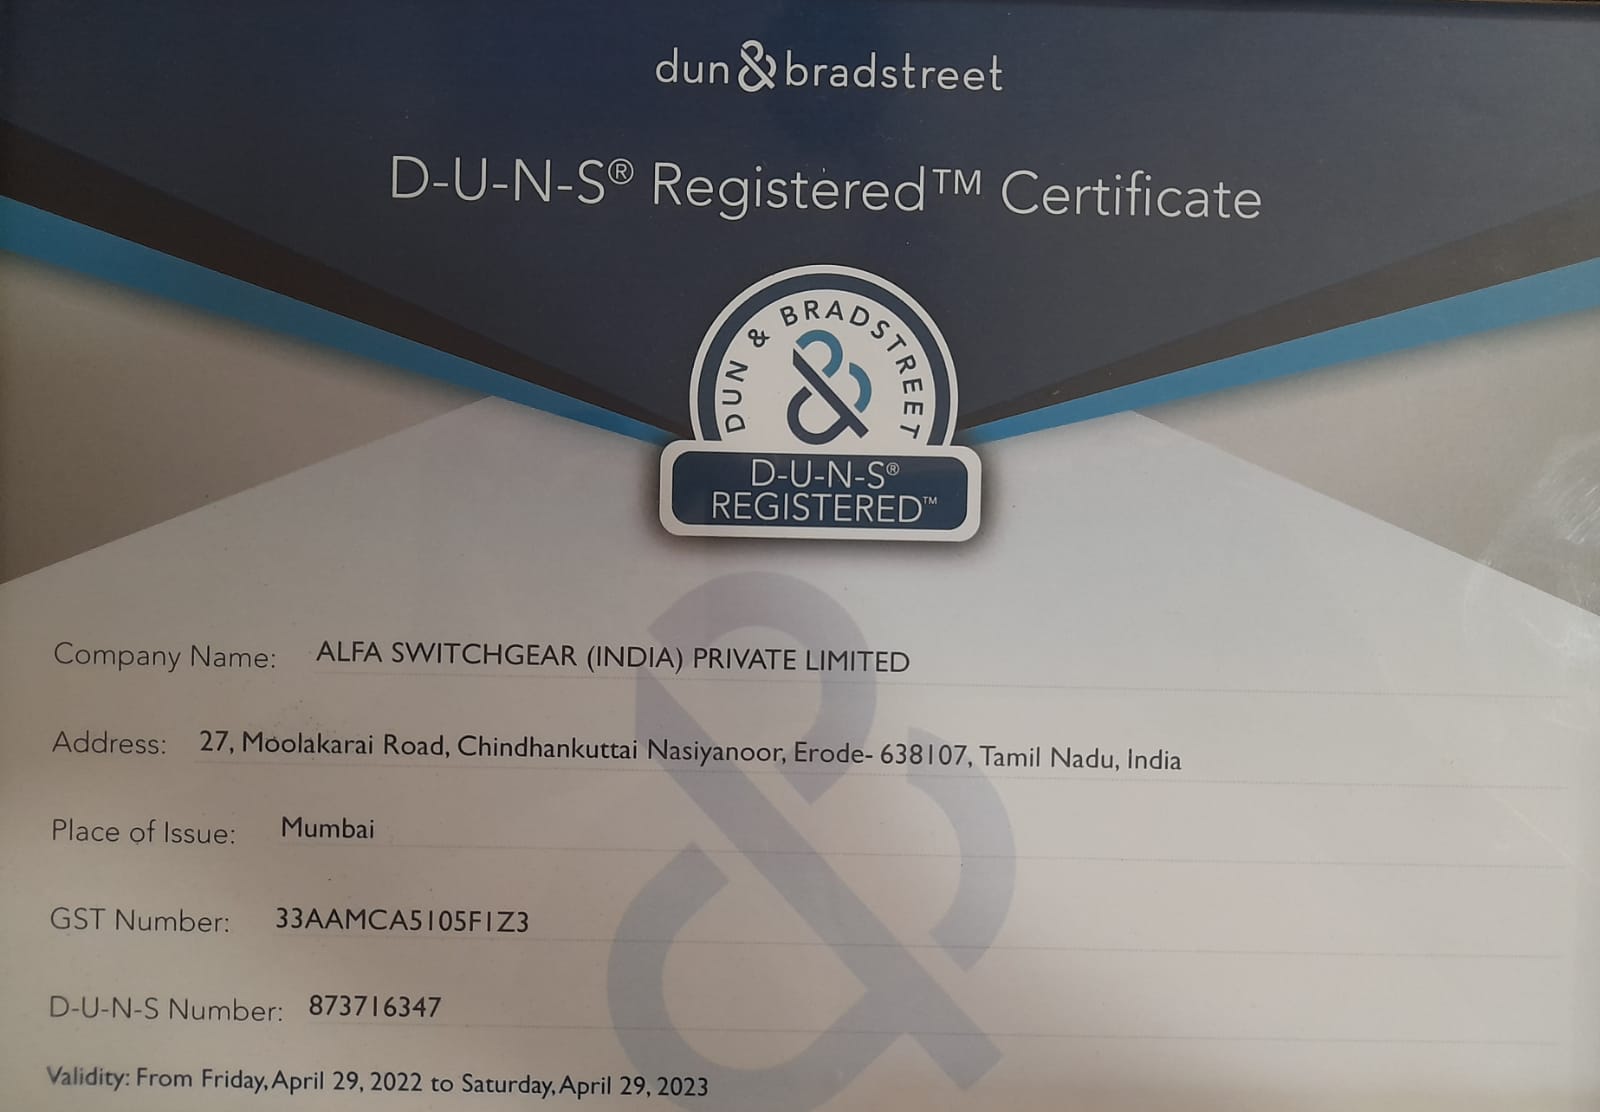 dun & bradstreet
D-U-N-S® Registered™ Certificate
DUN & BRADSTREET
D-U-N-S®
REGISTERED™
Company Name: ALFA SWITCHGEAR (INDIA) PRIVATE LIMITED
Address: 27, Moolakarai Road, Chindhankuttai Nasiyanoor, Erode- 638107, Tamil Nadu, India
Place of Issue: Mumbai
GST Number: 33AAMCA5105F1Z3
D-U-N-S Number: 873716347
Validity: From Friday, April 29, 2022 to Saturday, April 29, 2023